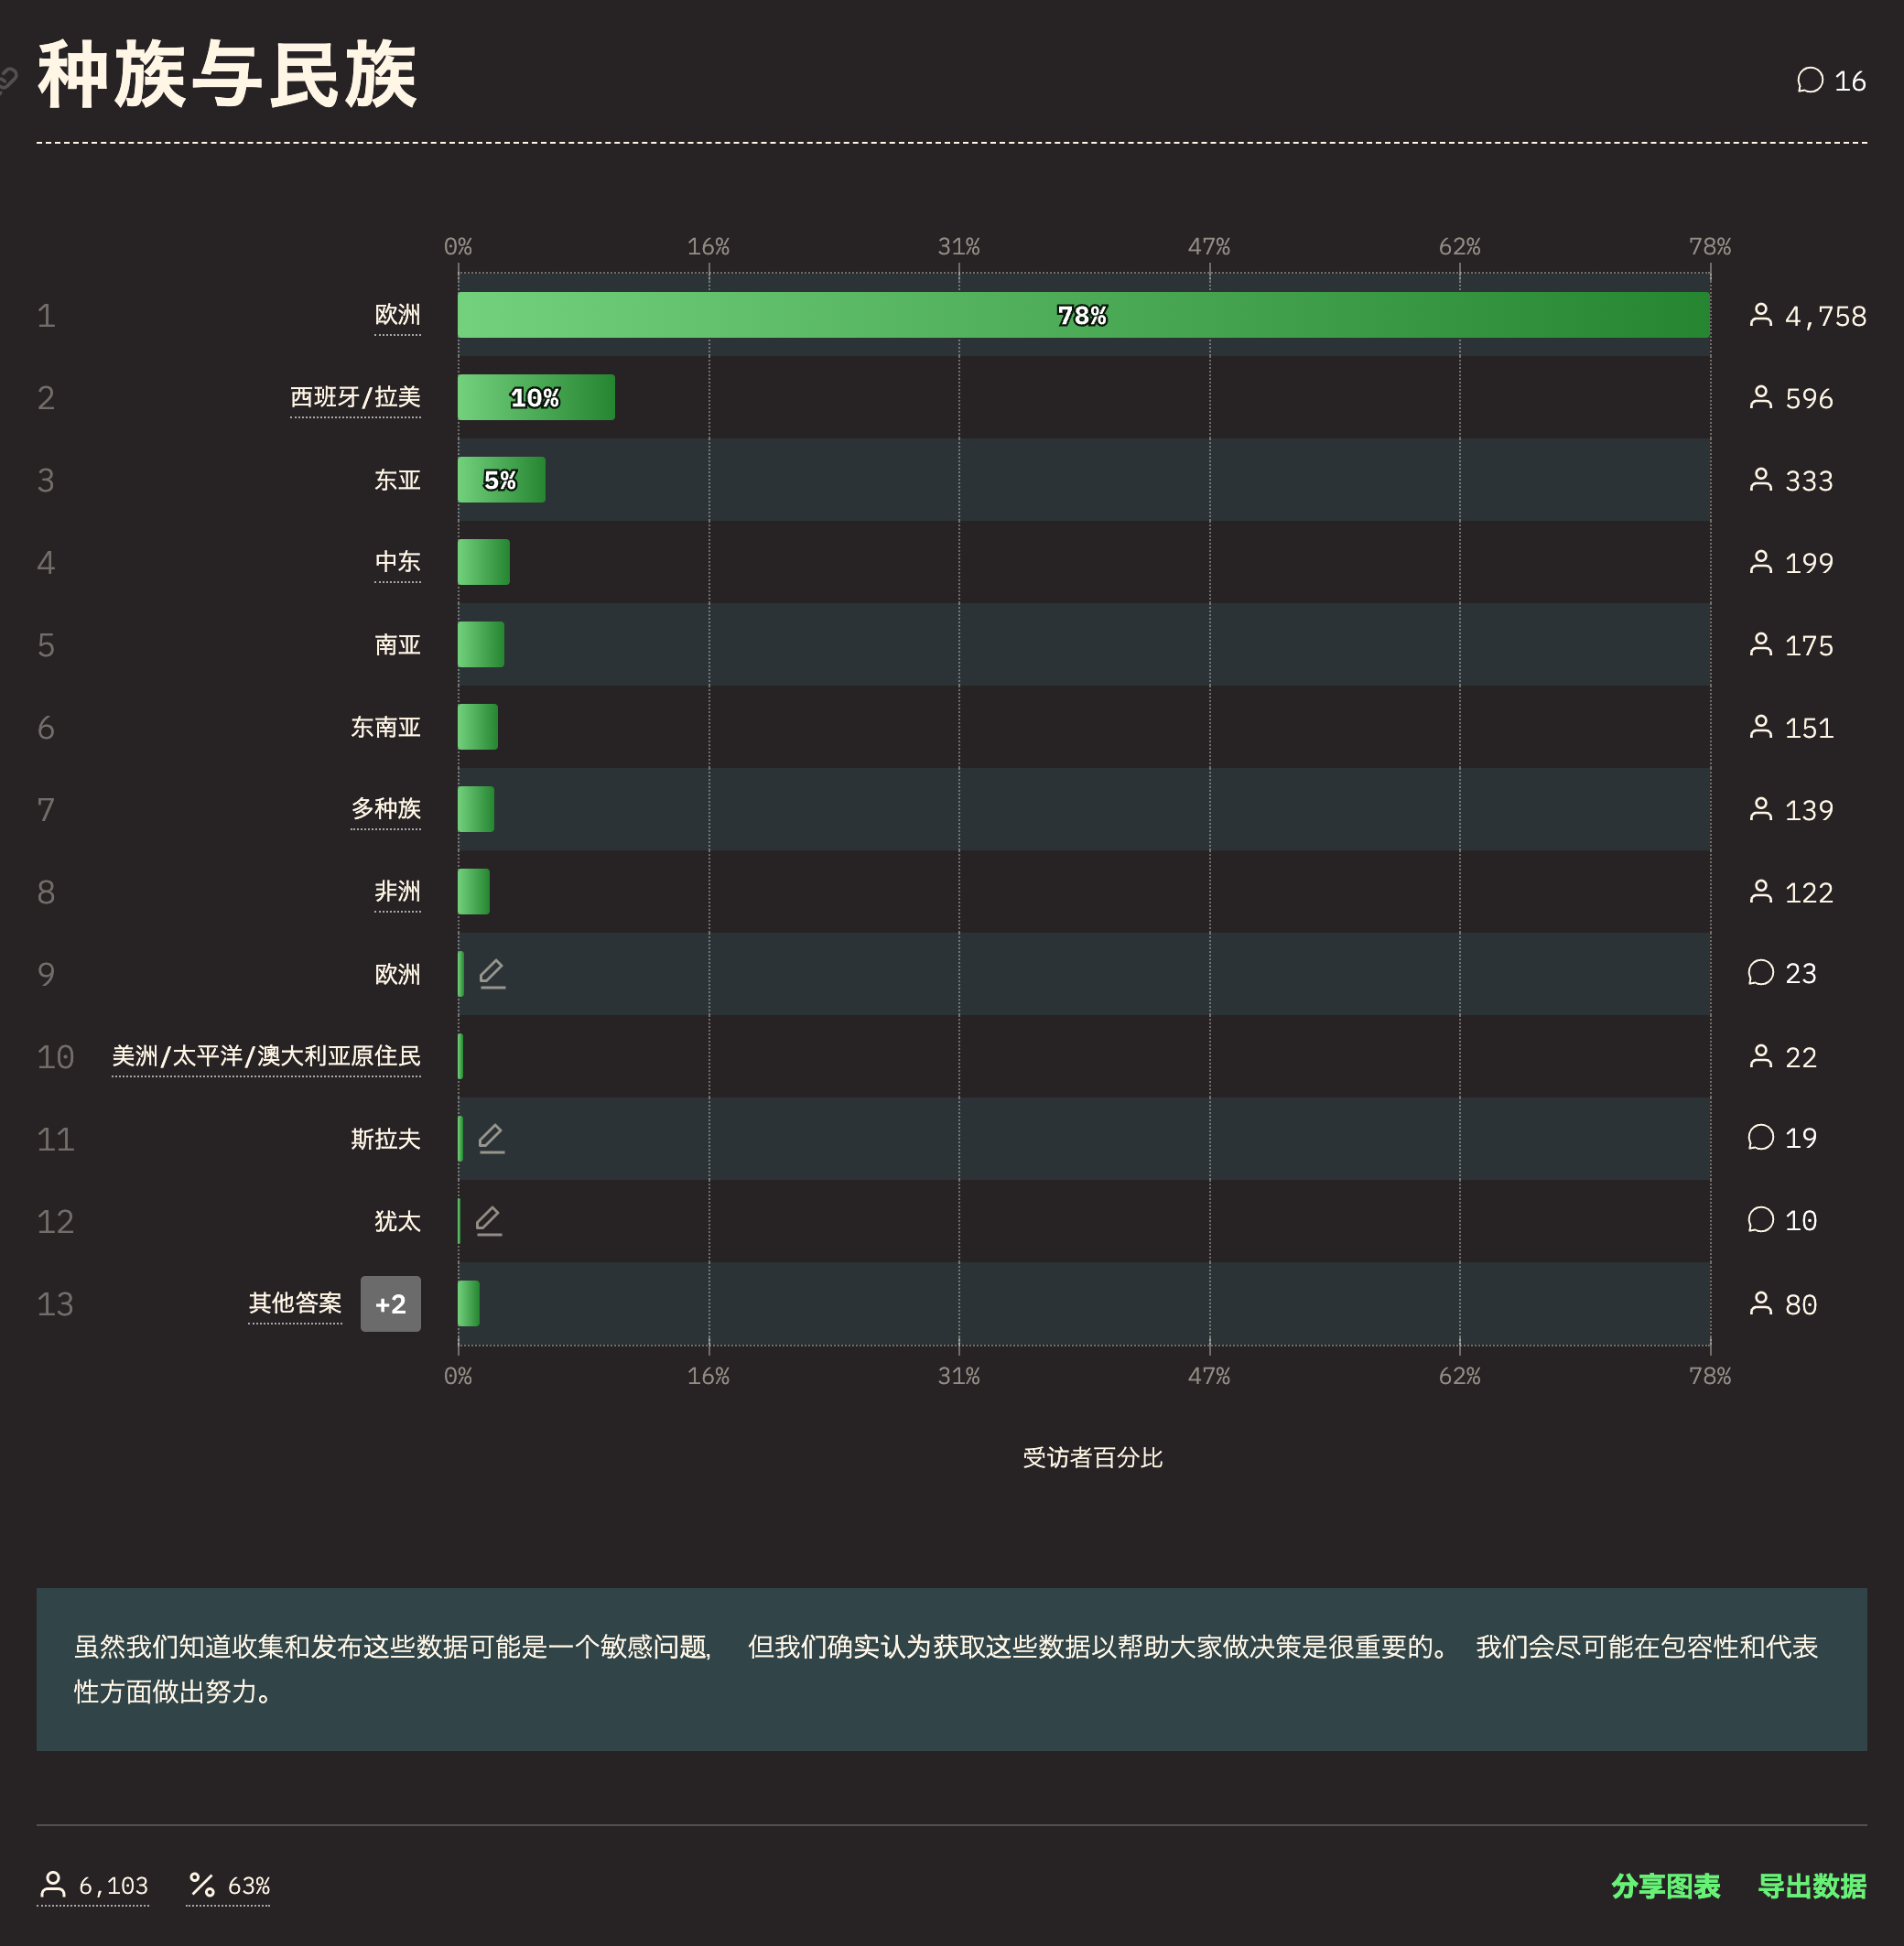 种族与民族
16
0% 16% 31% 47% 62% 78%
1 欧洲 78% 4,758
2 西班牙/拉美 10% 596
3 东亚 5% 333
4 中东 199
5 南亚 175
6 东南亚 151
7 多种族 139
8 非洲 122
9 欧洲 23
10 美洲/太平洋/澳大利亚原住民 22
11 斯拉夫 19
12 犹太 10
13 其他答案 +2 80
0% 16% 31% 47% 62% 78%
受访者百分比
虽然我们知道收集和发布这些数据可能是一个敏感问题, 但我们确实认为获取这些数据以帮助大家做决策是很重要的。 我们会尽可能在包容性和代表
性方面做出努力。
6,103 % 63% 分享图表 导出数据